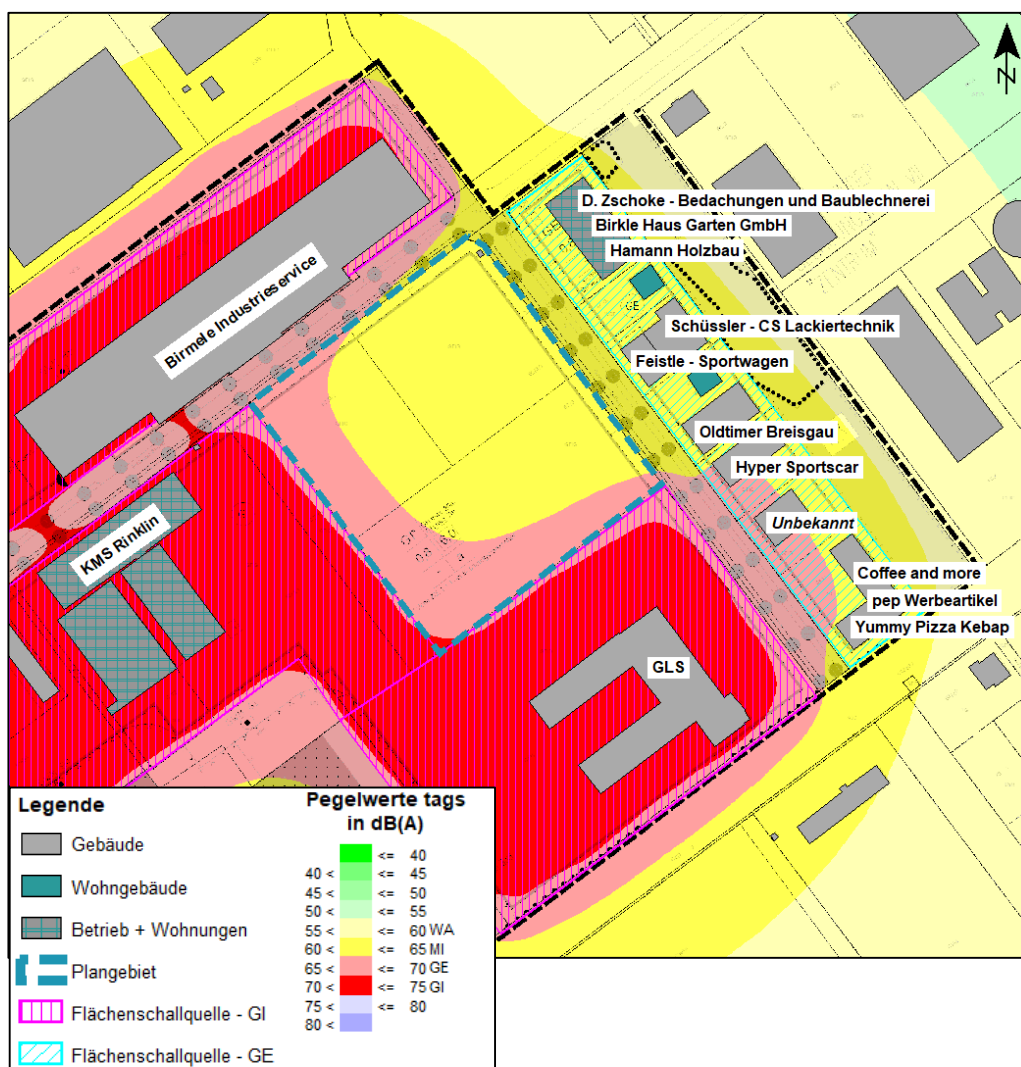 N
D. Zschoke - Bedachungen und Baublechnerei
Birkle Haus Garten GmbH
Hamann Holzbau
GE
GE
Birmele Industrieservice
Schüssler - CS Lackiertechnik
Feistle - Sportwagen
Oldtimer Breisgau
Hyper Sportscar
KMS Rinklin
Unbekannt
Coffee and more
pep Werbeartikel
Yummy Pizza Kebap
GLS
Legende
Gebäude
Wohngebäude
Betrieb + Wohnungen
Plangebiet
Flächenschallquelle - GI
Flächenschallquelle - GE
Pegelwerte tags
in dB(A)
<= 40
40 < <= 45
45 < <= 50
50 < <= 55
55 < <= 60 WA
60 < <= 65 MI
65 < <= 70 GE
70 < <= 75 GI
75 < <= 80
80 <